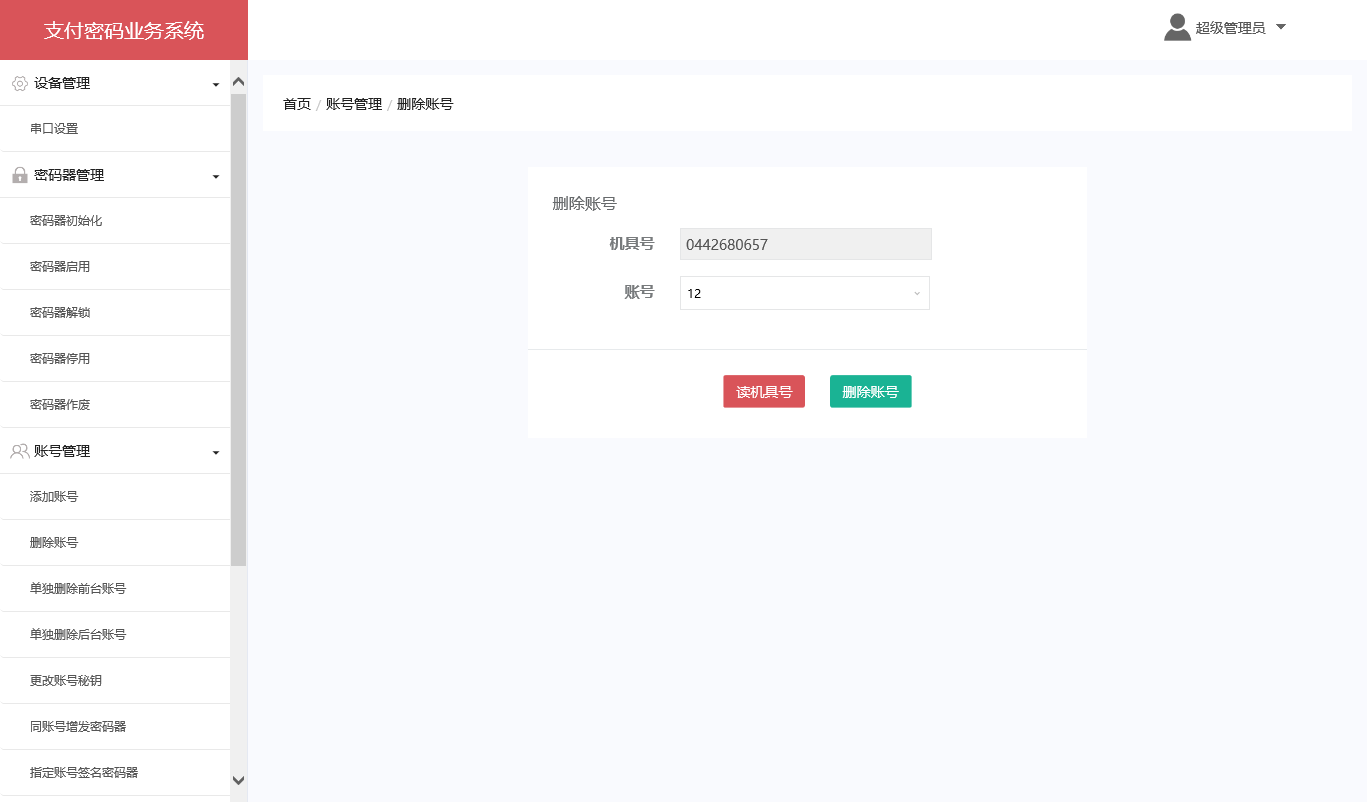 支付密码业务系统
超级管理员
设备管理
串口设置
密码器管理
密码器初始化
密码器启用
密码器解锁
密码器停用
密码器作废
账号管理
添加账号
删除账号
单独删除前台账号
单独删除后台账号
更改账号秘钥
同账号增发密码器
指定账号签名密码器
首页 / 账号管理 / 删除账号
删除账号
机具号 0442680657
账号 12
读机具号 删除账号